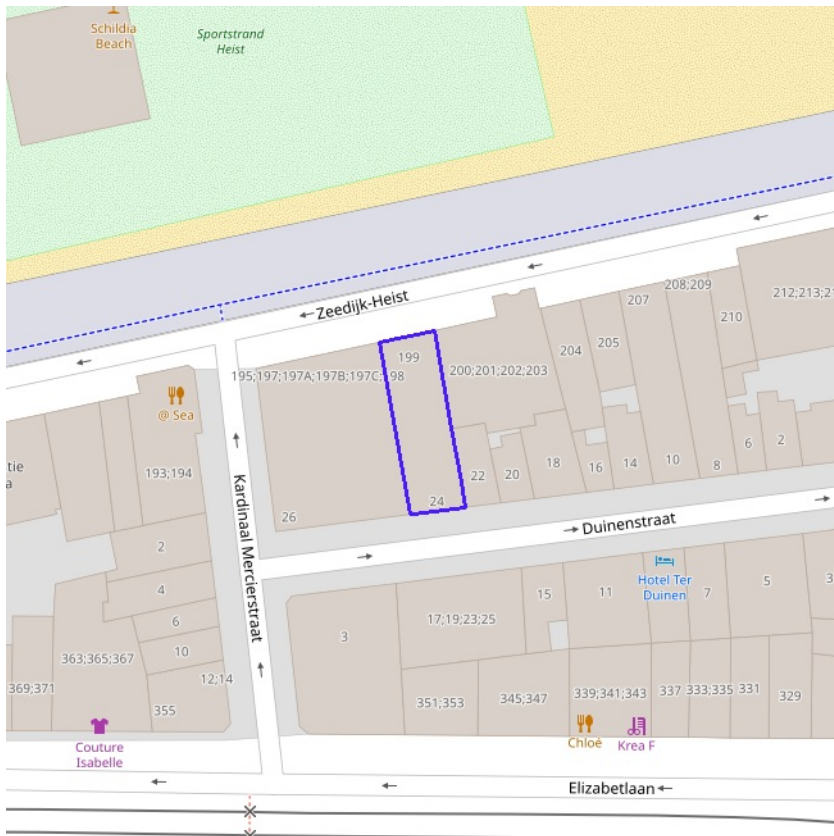 Schildia
Beach
Sportstrand
Heist
Zeedijk-Heist
212;213;21
208;209
207
210
205
204
199
200;201;202;203
195;197;197A;197B;197C;198
@ Sea
193;194
tie
a
24
22
20
18
16
14
10
8
6
2
26
Duinenstraat
Kardinaal Mercierstraat
2
4
6
10
12;14
363;365;367
369;371
355
Couture
Isabelle
3
17;19;23;25
15
11
Hotel Ter
Duinen
7
5
3
351;353
345;347
339;341;343
337
333;335
331
329
Chloé
Krea F
Elizabetlaan